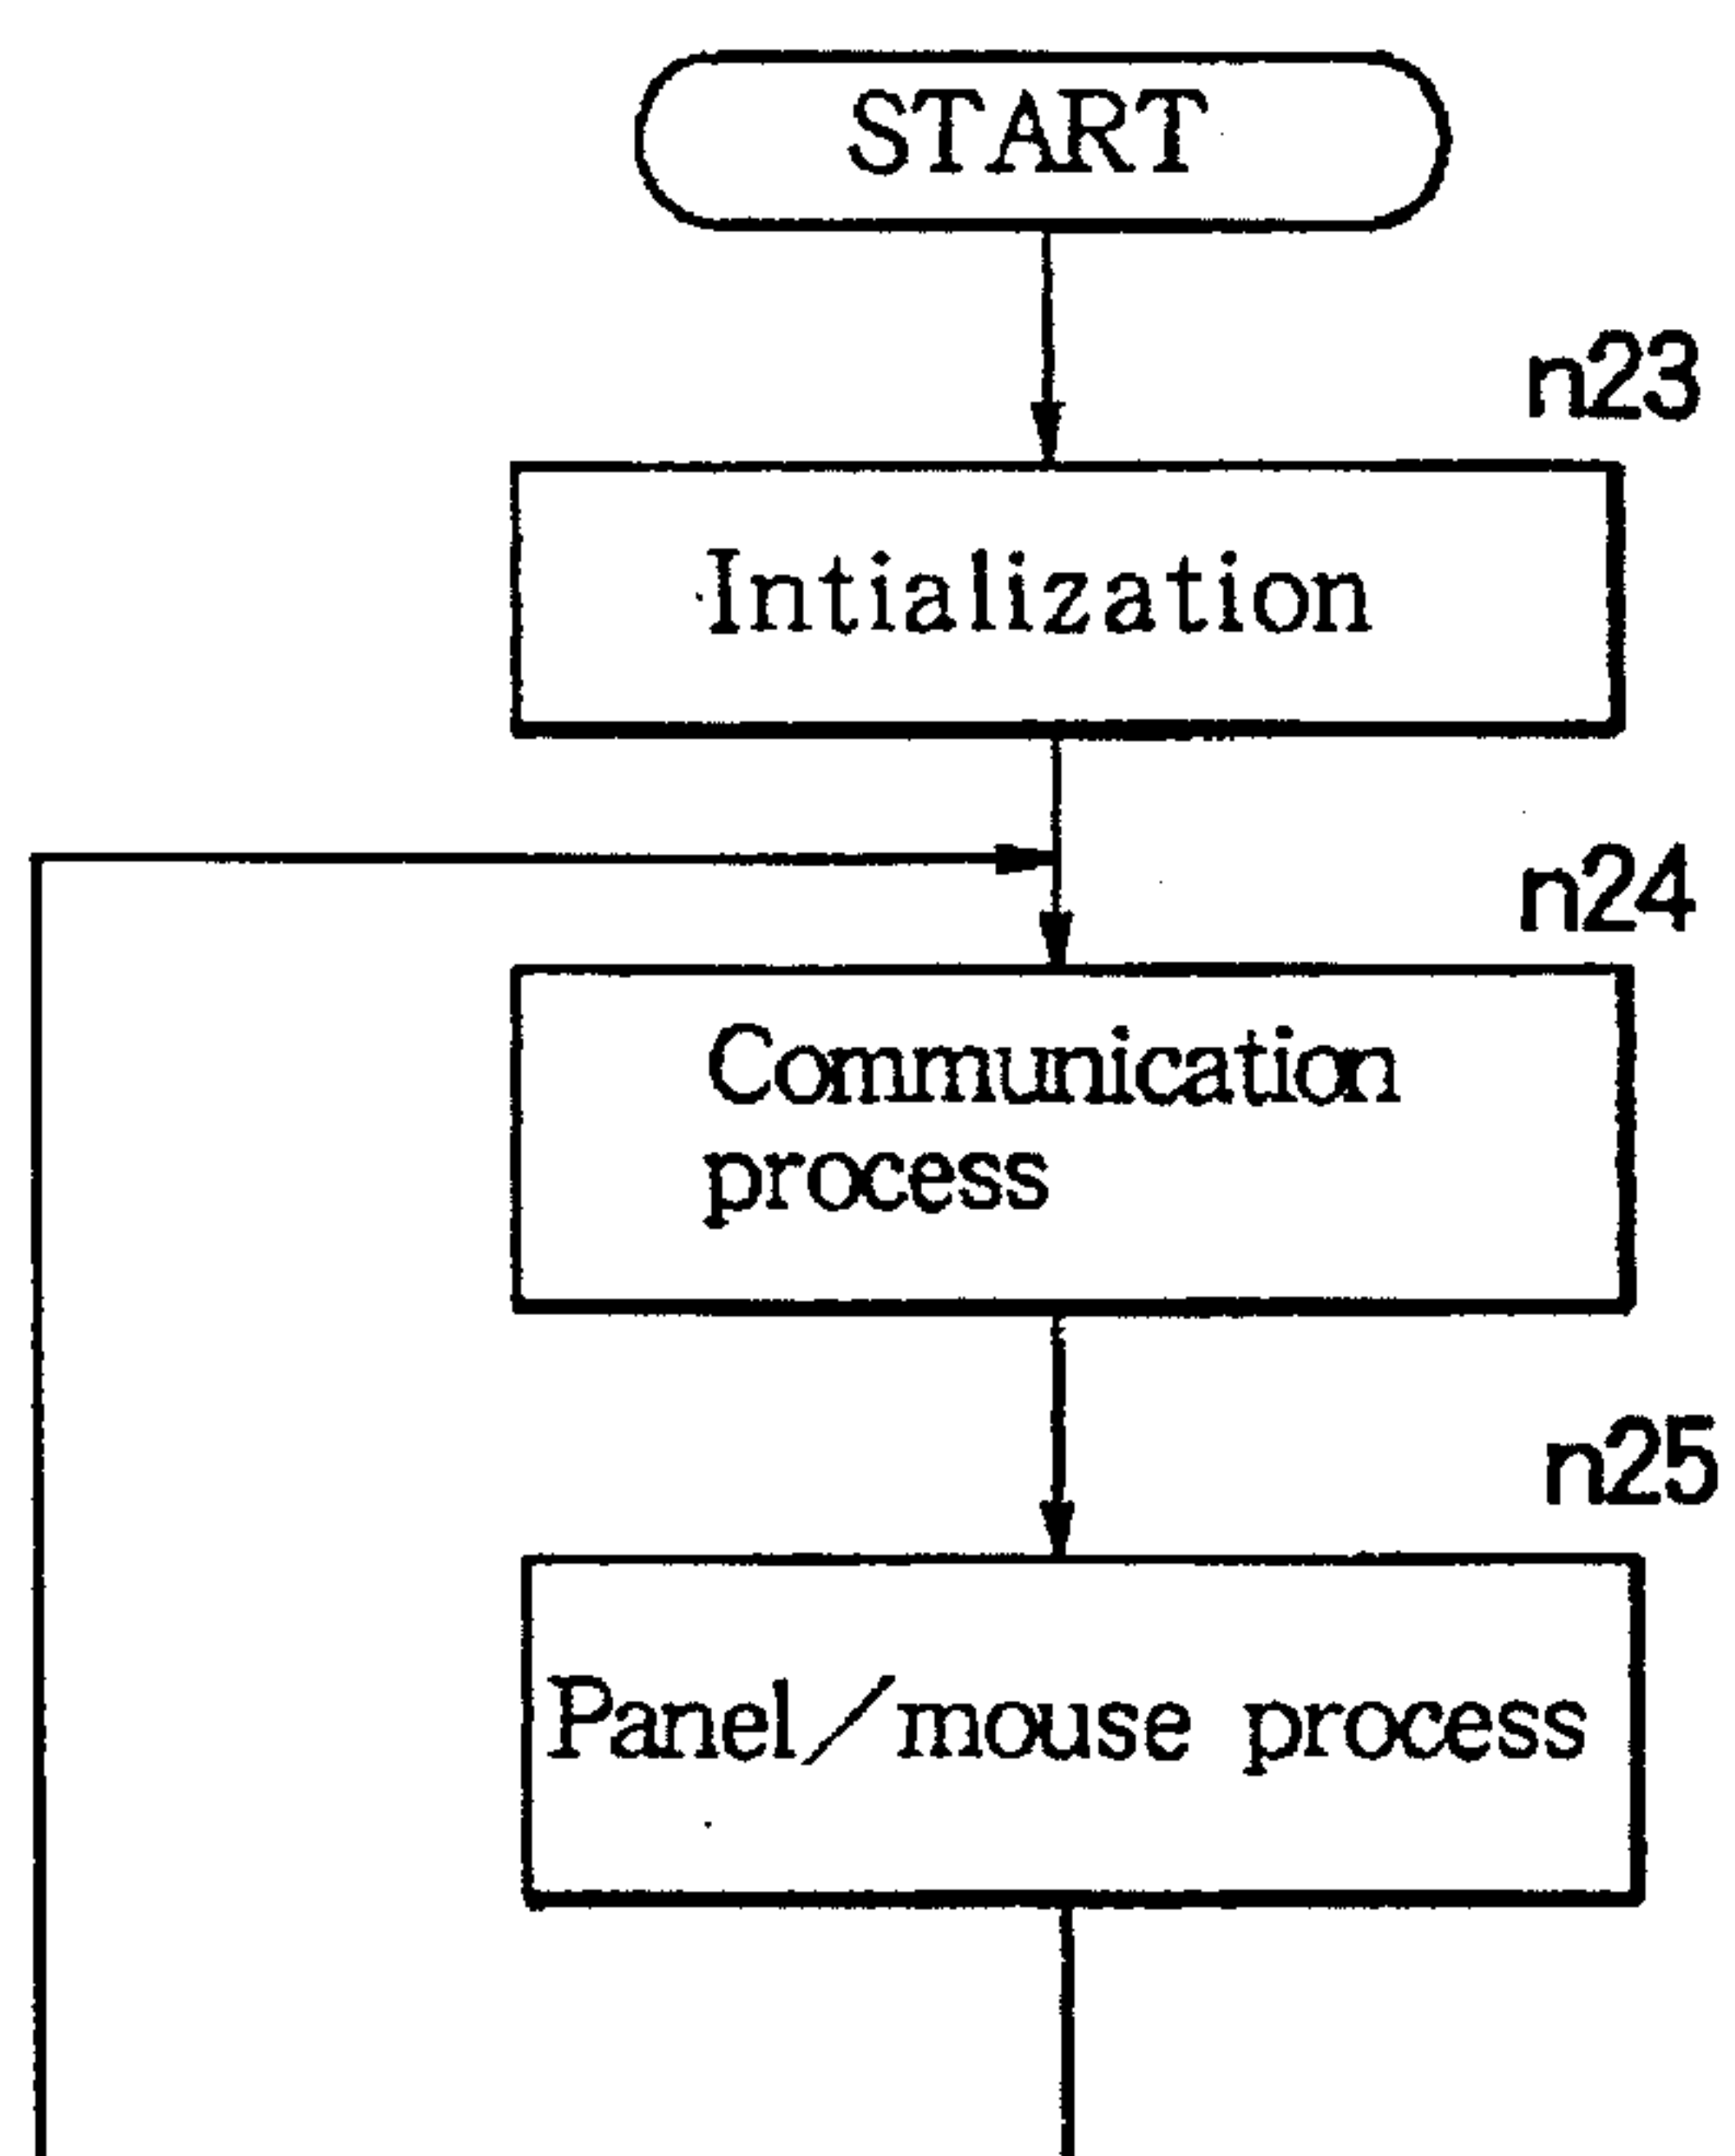 START
n23
Intialization
n24
Communication
process
n25
Panel/mouse process